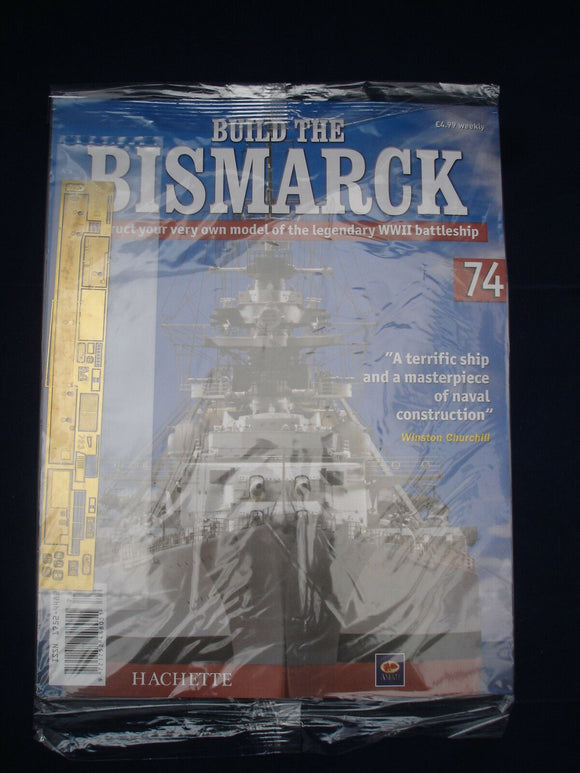 BUILD THE
£4.99 weekly
BISMARCK
ruct your very own model of the legendary WWII battleship
74
"A terrific ship
and a masterpiece
of naval
construction"
Winston Churchill
HACHETTE